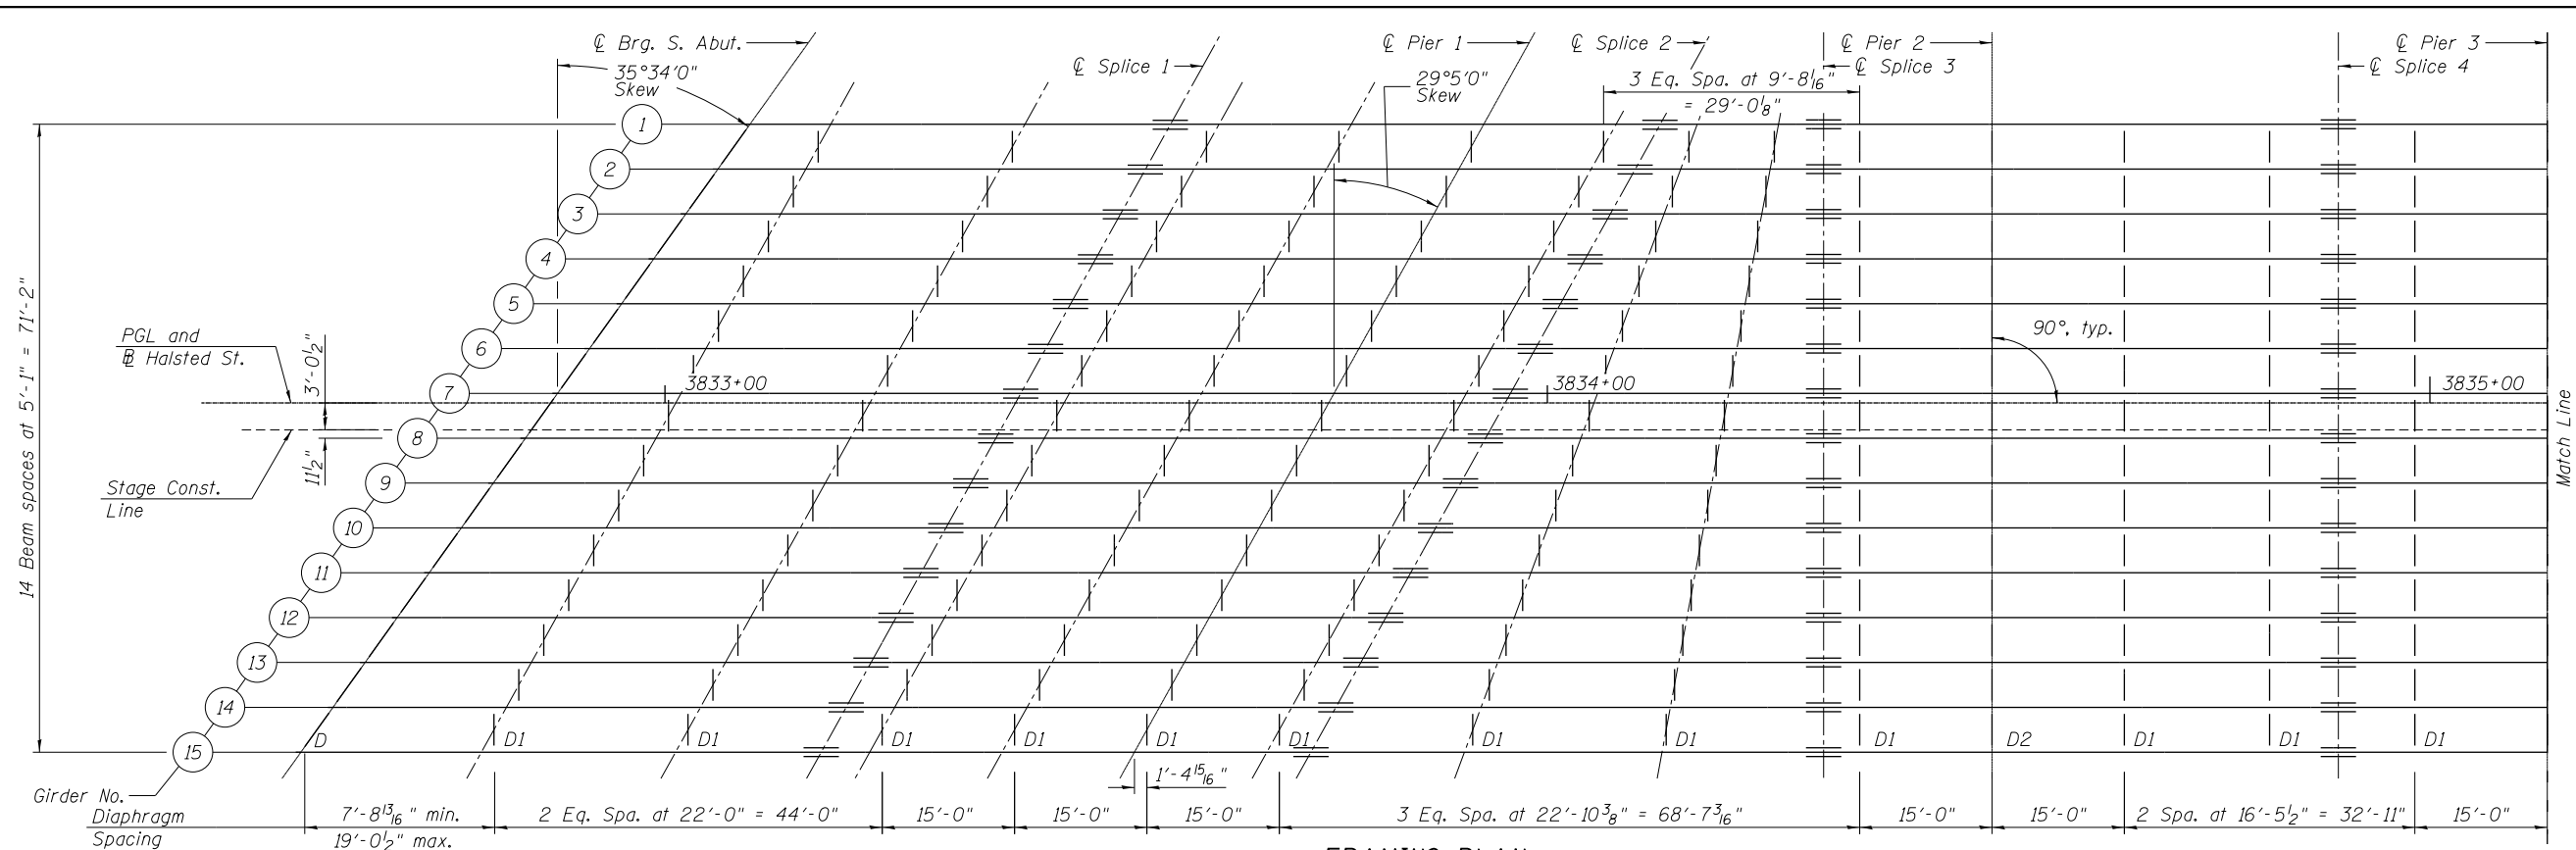 ℄ Brg. S. Abut.
℄ Pier 1
℄ Splice 2
℄ Pier 2
℄ Pier 3
℄ Splice 1
℄ Splice 3
℄ Splice 4
35°34'0"
Skew
29°5'0"
Skew
3 Eq. Spa. at 9'-8 1/16"
= 29'-0 1/8"
1
2
3
4
5
6
7
8
9
10
11
12
13
14
15
14 Beam spaces at 5'-1" = 71'-2"
PGL and
℄ Halsted St.
3'-0 1/2"
11 1/2"
Stage Const.
Line
3833+00
3834+00
3835+00
90°, typ.
Match Line
D
D1
D1
D1
D1
D1
D1
D1
D1
D1
D2
D1
D1
D1
Girder No.
Diaphragm
Spacing
7'-8 13/16" min.
19'-0 1/2" max.
2 Eq. Spa. at 22'-0" = 44'-0"
15'-0"
15'-0"
1'-4 15/16"
15'-0"
3 Eq. Spa. at 22'-10 3/8" = 68'-7 3/16"
15'-0"
15'-0"
2 Spa. at 16'-5 1/2" = 32'-11"
15'-0"
FRAMING PLAN